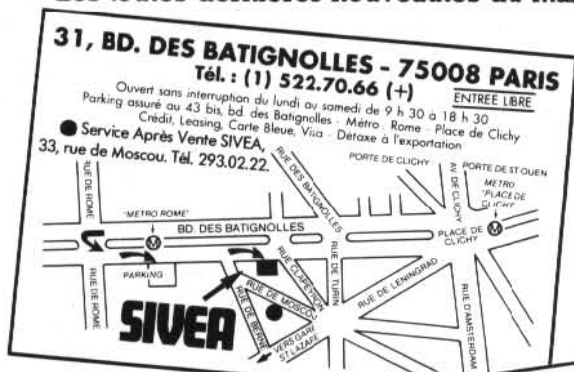 31, BD. DES BATIGNOLLES - 75008 PARIS
Tél. : (1) 522.70.66 (+)
ENTREE LIBRE
Ouvert sans interruption du lundi au samedi de 9 h 30 à 18 h 30
Parking assuré au 43 bis, bd. des Batignolles - Métro : Rome - Place de Clichy
Crédit, Leasing, Carte Bleue, Visa - Détaxe à l'exportation
● Service Après Vente SIVEA,
33, rue de Moscou. Tél. 293.02.22.
RUE DE ROME
'METRO ROME'
M
BD. DES BATIGNOLLES
RUE DES BATIGNOLLES
PORTE DE CLICHY
AV. DE CLICHY
PORTE DE ST OUEN
METRO
'PLACE DE
CLICHY'
M
PLACE DE
CLICHY
PARKING
RUE DE ROME
RUE CLAPEYRON
RUE DE TURIN
RUE DE LENINGRAD
RUE D'AMSTERDAM
RUE DE MOSCOU
RUE DE BERNE
VERS GARE
ST LAZARE
SIVEA